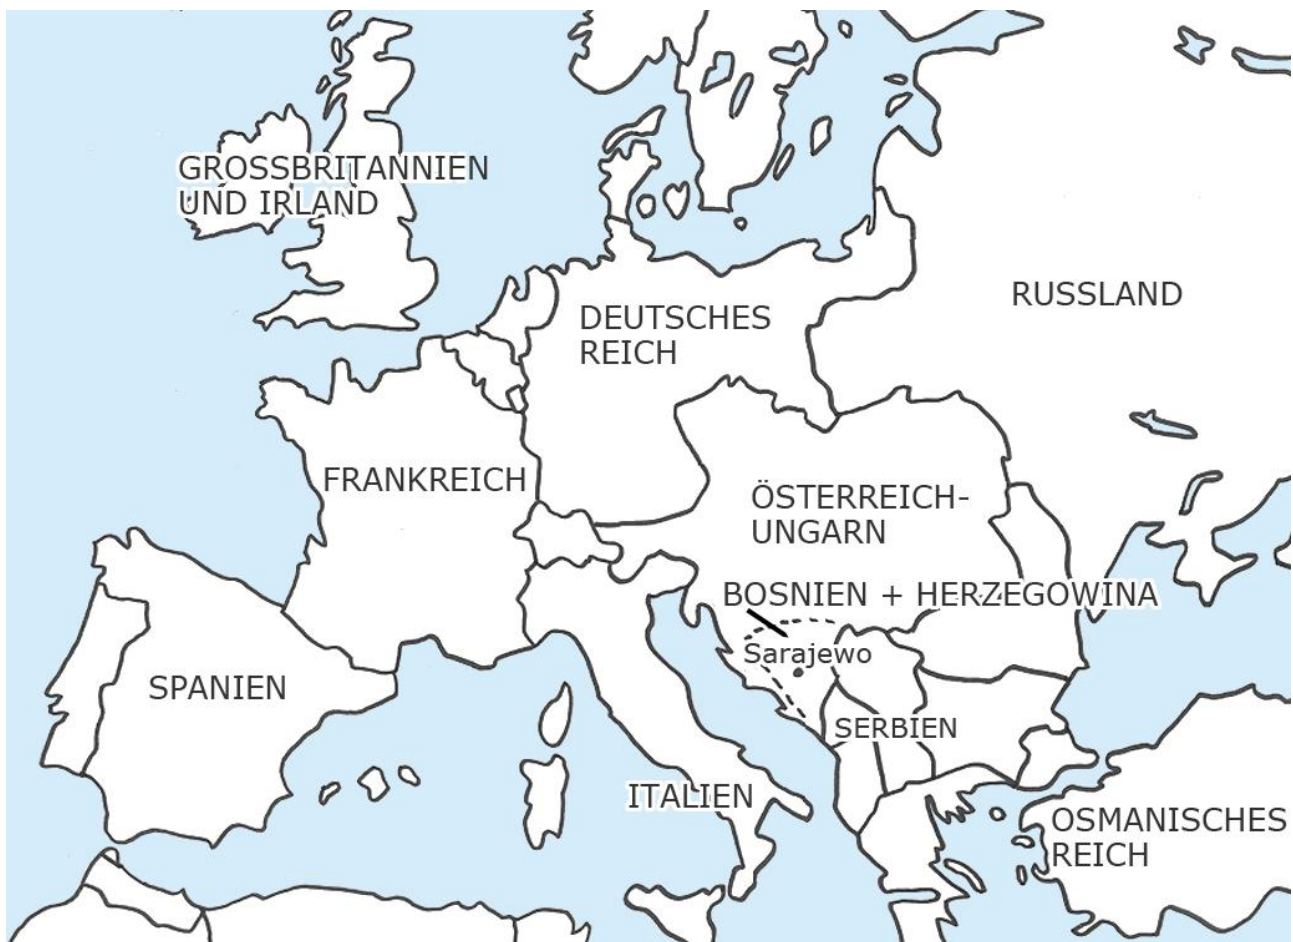 GROSSBRITANNIEN
UND IRLAND
RUSSLAND
DEUTSCHES
REICH
FRANKREICH
ÖSTERREICH-
UNGARN
BOSNIEN + HERZEGOWINA
Sarajewo
SPANIEN
SERBIEN
ITALIEN
OSMANISCHES
REICH